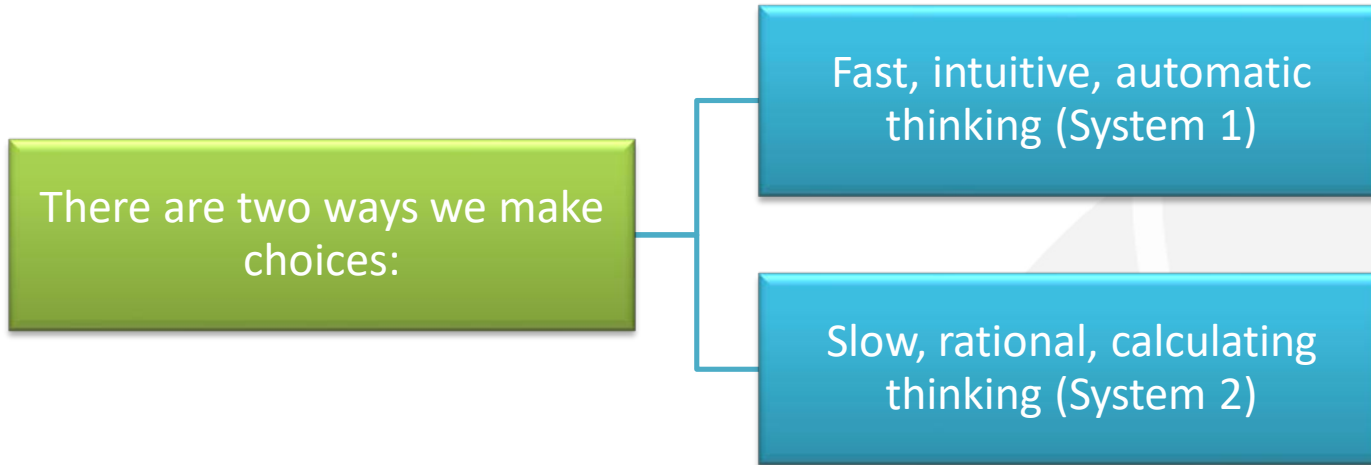 There are two ways we make
choices:
Fast, intuitive, automatic
thinking (System 1)
Slow, rational, calculating
thinking (System 2)